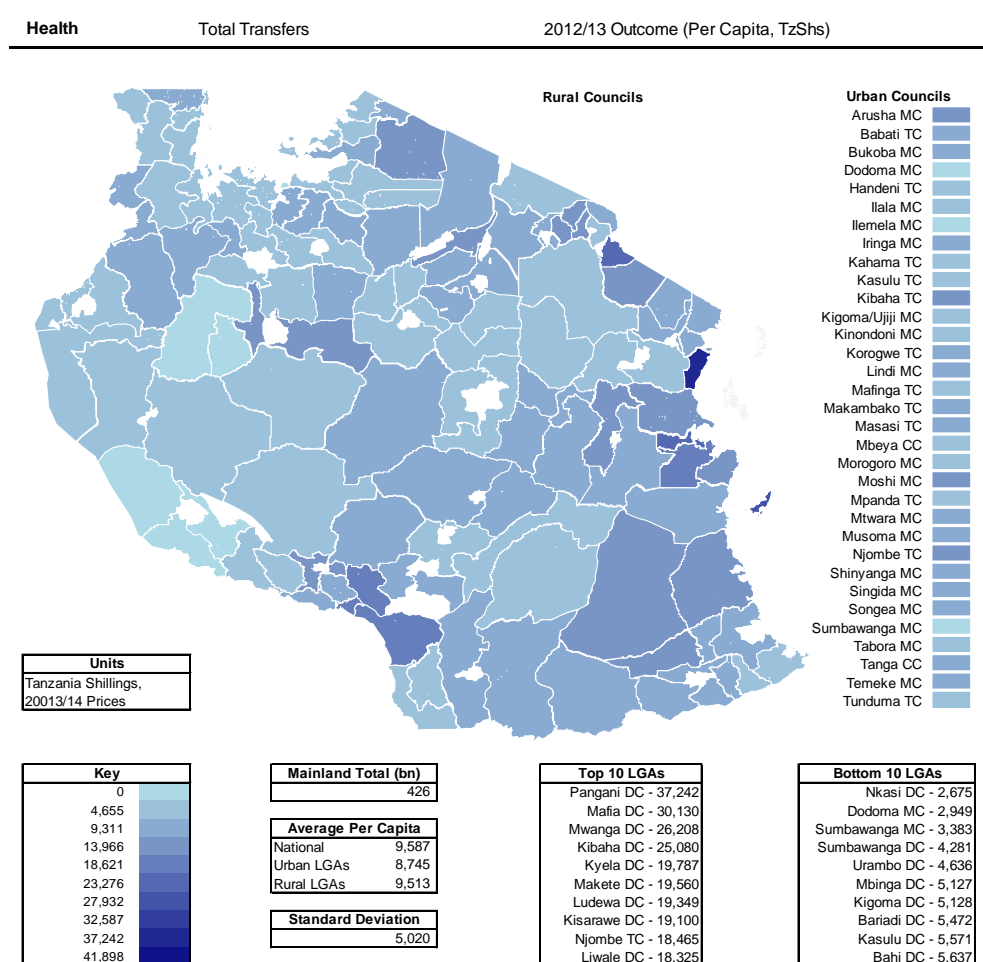 Health Total Transfers 2012/13 Outcome (Per Capita, TzShs)
Rural Councils
Urban Councils
Arusha MC
Babati TC
Bukoba MC
Dodoma MC
Handeni TC
Ilala MC
Ilemela MC
Iringa MC
Kahama TC
Kasulu TC
Kibaha TC
Kigoma/Ujiji MC
Kinondoni MC
Korogwe TC
Lindi MC
Mafinga TC
Makambako TC
Masasi TC
Mbeya CC
Morogoro MC
Moshi MC
Mpanda TC
Mtwara MC
Musoma MC
Njombe TC
Shinyanga MC
Singida MC
Songea MC
Sumbawanga MC
Tabora MC
Tanga CC
Temeke MC
Tunduma TC
Units
Tanzania Shillings,
20013/14 Prices
Key
0
4,655
9,311
13,966
18,621
23,276
27,932
32,587
37,242
41,898
Mainland Total (bn)
426
Average Per Capita
National 9,587
Urban LGAs 8,745
Rural LGAs 9,513
Standard Deviation
5,020
Top 10 LGAs
Pangani DC - 37,242
Mafia DC - 30,130
Mwanga DC - 26,208
Kibaha DC - 25,080
Kyela DC - 19,787
Makete DC - 19,560
Ludewa DC - 19,349
Kisarawe DC - 19,100
Njombe TC - 18,465
Liwale DC - 18,325
Bottom 10 LGAs
Nkasi DC - 2,675
Dodoma MC - 2,949
Sumbawanga MC - 3,383
Sumbawanga DC - 4,281
Urambo DC - 4,636
Mbinga DC - 5,127
Kigoma DC - 5,128
Bariadi DC - 5,472
Kasulu DC - 5,571
Bahi DC - 5,637